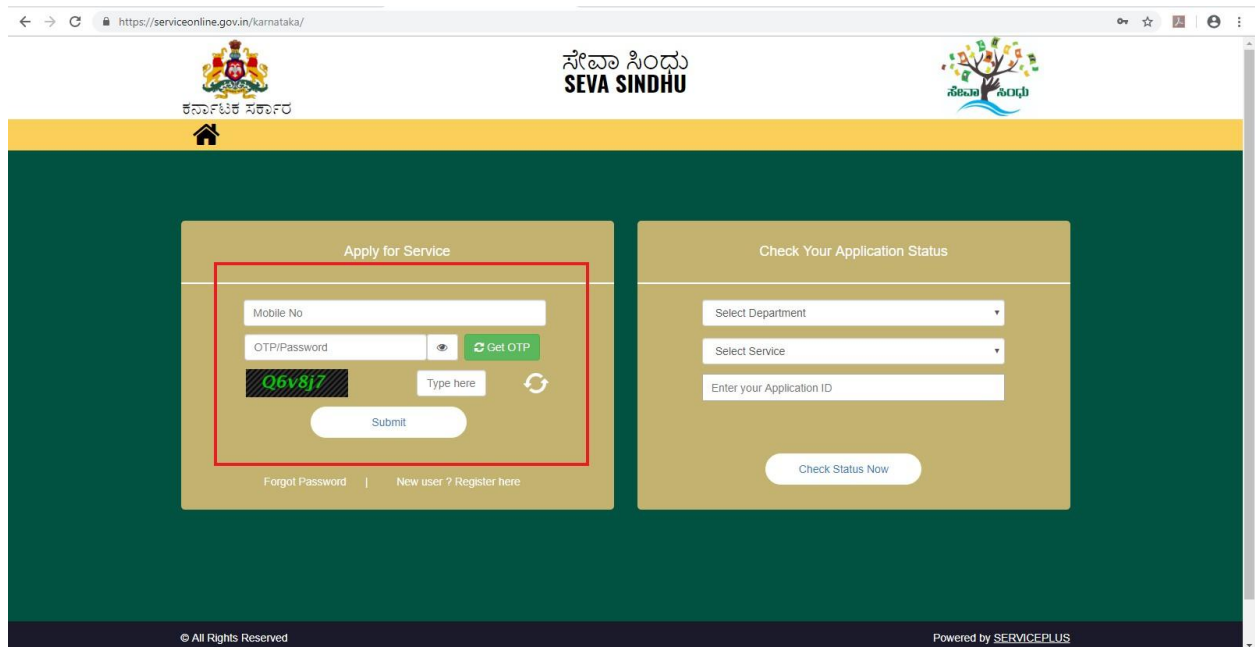 https://serviceonline.gov.in/karnataka/
ಸೇವಾ ಸಿಂಧು
SEVA SINDHU
ಕರ್ನಾಟಕ ಸರ್ಕಾರ
ಸೇವಾ ಸಿಂಧು
Apply for Service
Mobile No
OTP/Password
Get OTP
Q6v8j7
Type here
Submit
Forgot Password | New user ? Register here
Check Your Application Status
Select Department
Select Service
Enter your Application ID
Check Status Now
© All Rights Reserved
Powered by SERVICEPLUS